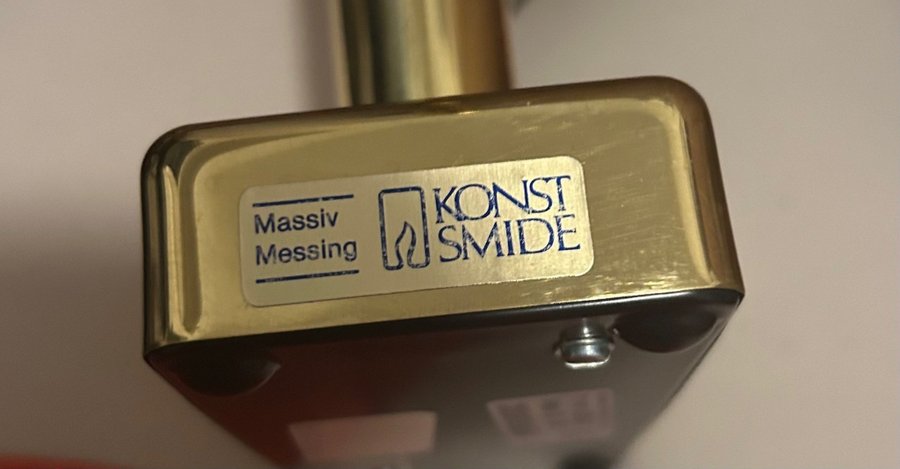 Massiv
Messing
KONST
SMIDE